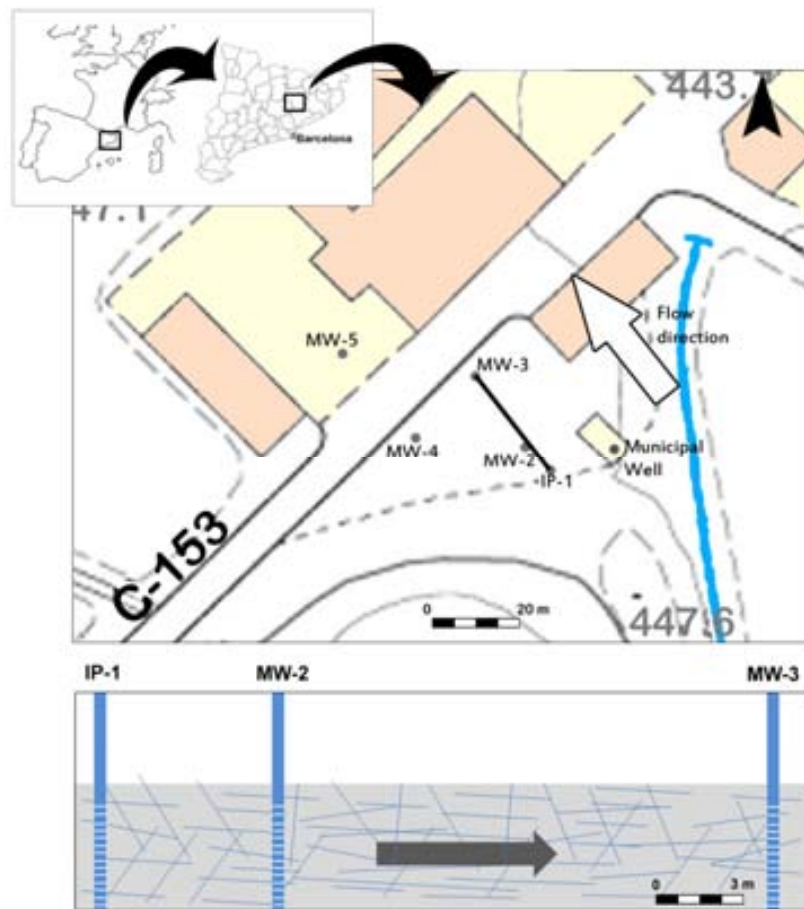 Barcelona
443.
47.1
MW-5
Flow
direction
MW-3
MW-4
MW-2
Municipal
Well
IP-1
C-153
0 20 m
447.6
IP-1 MW-2 MW-3
0 3 m